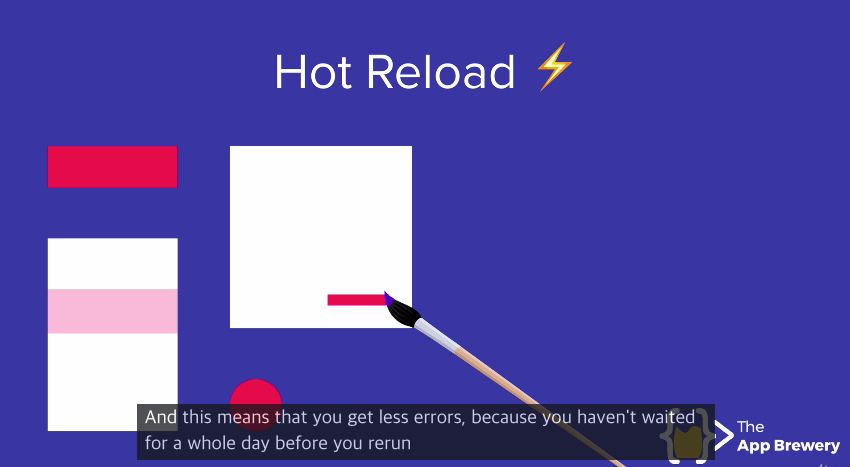 Hot Reload ⚡
And this means that you get less errors, because you haven't waited
for a whole day before you rerun
The
App Brewery